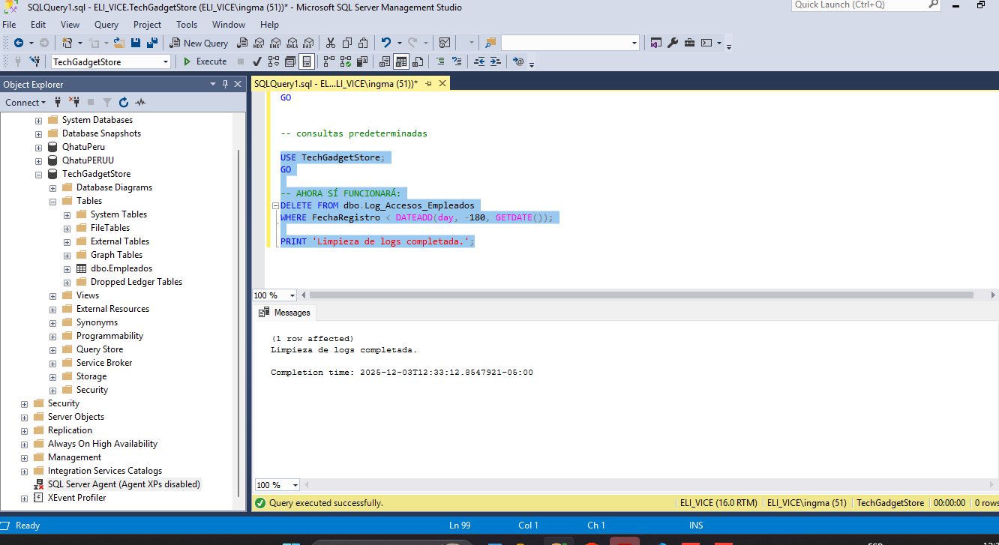 SQLQuery1.sql - ELI_VICE.TechGadgetStore (ELI_VICE\ingma (51))* - Microsoft SQL Server Management Studio
Quick Launch (Ctrl+Q)
File Edit View Query Project Tools Window Help
New Query MDX DMX XMLA DAX
TechGadgetStore Execute
Object Explorer
Connect
System Databases
Database Snapshots
QhatuPeru
QhatuPERUU
TechGadgetStore
Database Diagrams
Tables
System Tables
FileTables
External Tables
Graph Tables
dbo.Empleados
Dropped Ledger Tables
Views
External Resources
Synonyms
Programmability
Query Store
Service Broker
Storage
Security
Security
Server Objects
Replication
Always On High Availability
Management
Integration Services Catalogs
SQL Server Agent (Agent XPs disabled)
XEvent Profiler
SQLQuery1.sql - EL...LI_VICE\ingma (51))*
GO
-- consultas predeterminadas
USE TechGadgetStore;
GO
-- AHORA SÍ FUNCIONARÁ:
DELETE FROM dbo.Log_Accesos_Empleados
WHERE FechaRegistro < DATEADD(day, -180, GETDATE());
PRINT 'Limpieza de logs completada.';
100 %
Messages
(1 row affected)
Limpieza de logs completada.
Completion time: 2025-12-03T12:33:12.8547921-05:00
100 %
Query executed successfully. ELI_VICE (16.0 RTM) ELI_VICE\ingma (51) TechGadgetStore 00:00:00 0 rows
Ready Ln 99 Col 1 Ch 1 INS